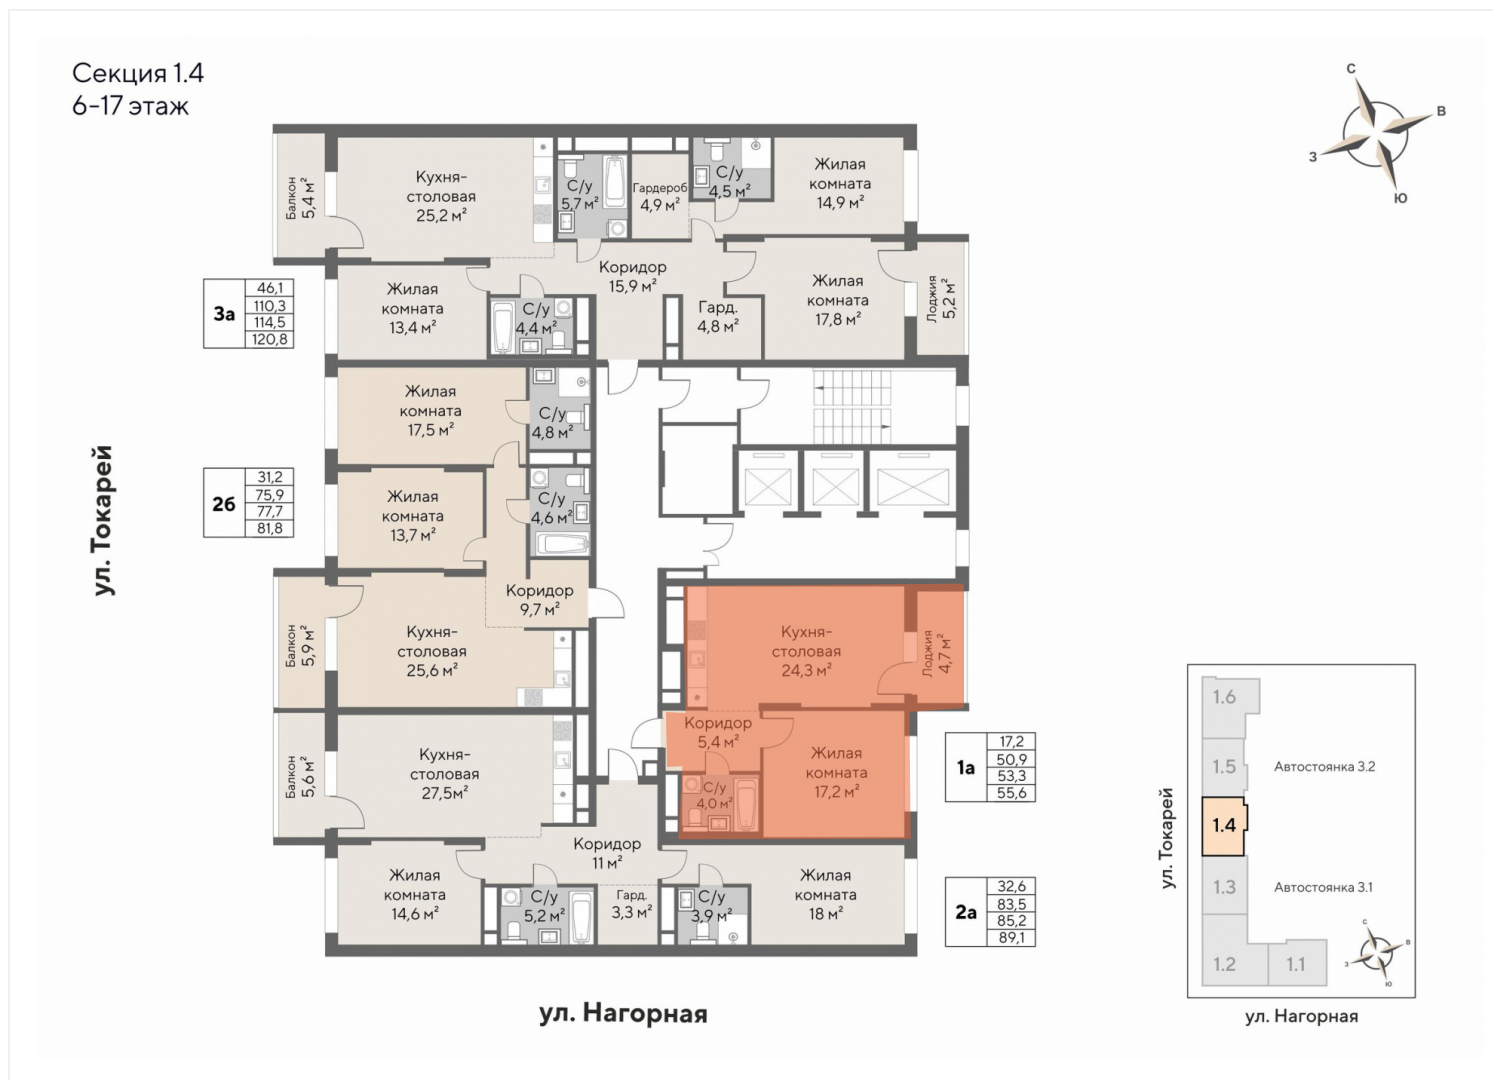 Секция 1.4
6-17 этаж
С
В
З
Ю
Балкон
5,4 м²
Кухня-
столовая
25,2 м²
С/у
5,7 м²
Гардероб
4,9 м²
С/у
4,5 м²
Жилая
комната
14,9 м²
Коридор
15,9 м²
Жилая
комната
17,8 м²
Лоджия
5,2 м²
Гард.
4,8 м²
3а
46,1
110,3
114,5
120,8
Жилая
комната
13,4 м²
С/у
4,4 м²
Жилая
комната
17,5 м²
С/у
4,8 м²
ул. Токарей
2б
31,2
75,9
77,7
81,8
Жилая
комната
13,7 м²
С/у
4,6 м²
Коридор
9,7 м²
Балкон
5,9 м²
Кухня-
столовая
25,6 м²
Кухня-
столовая
24,3 м²
Лоджия
4,7 м²
Коридор
5,4 м²
Жилая
комната
17,2 м²
С/у
4,0 м²
1а
17,2
50,9
53,3
55,6
Балкон
5,6 м²
Кухня-
столовая
27,5м²
Коридор
11 м²
Жилая
комната
14,6 м²
С/у
5,2 м²
Гард.
3,3 м²
С/у
3,9 м²
Жилая
комната
18 м²
2а
32,6
83,5
85,2
89,1
ул. Нагорная
1.6
1.5
Автостоянка 3.2
1.4
ул. Токарей
1.3
Автостоянка 3.1
1.2
1.1
С
В
З
Ю
ул. Нагорная